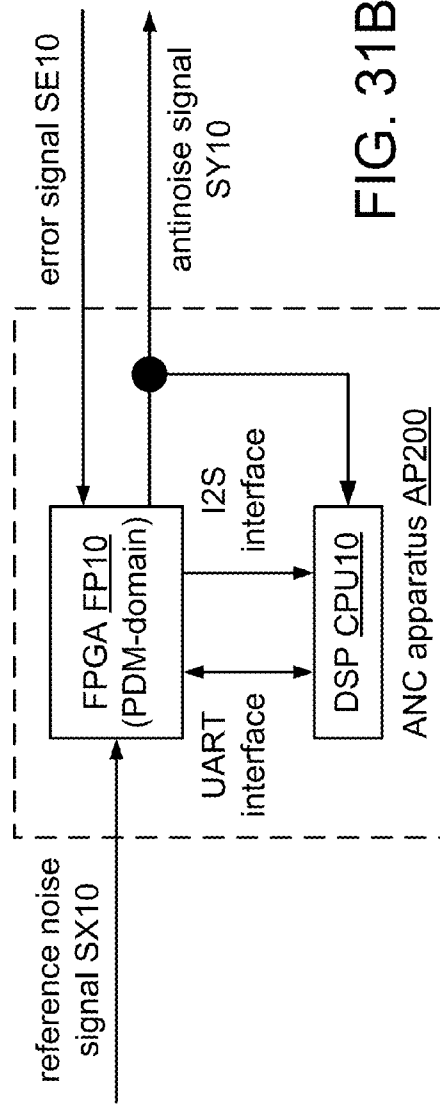 reference noise
signal SX10
error signal SE10
antinoise signal
SY10
FPGA FP10
(PDM-domain)
UART
interface
I2S
interface
DSP CPU10
ANC apparatus AP200
FIG. 31B